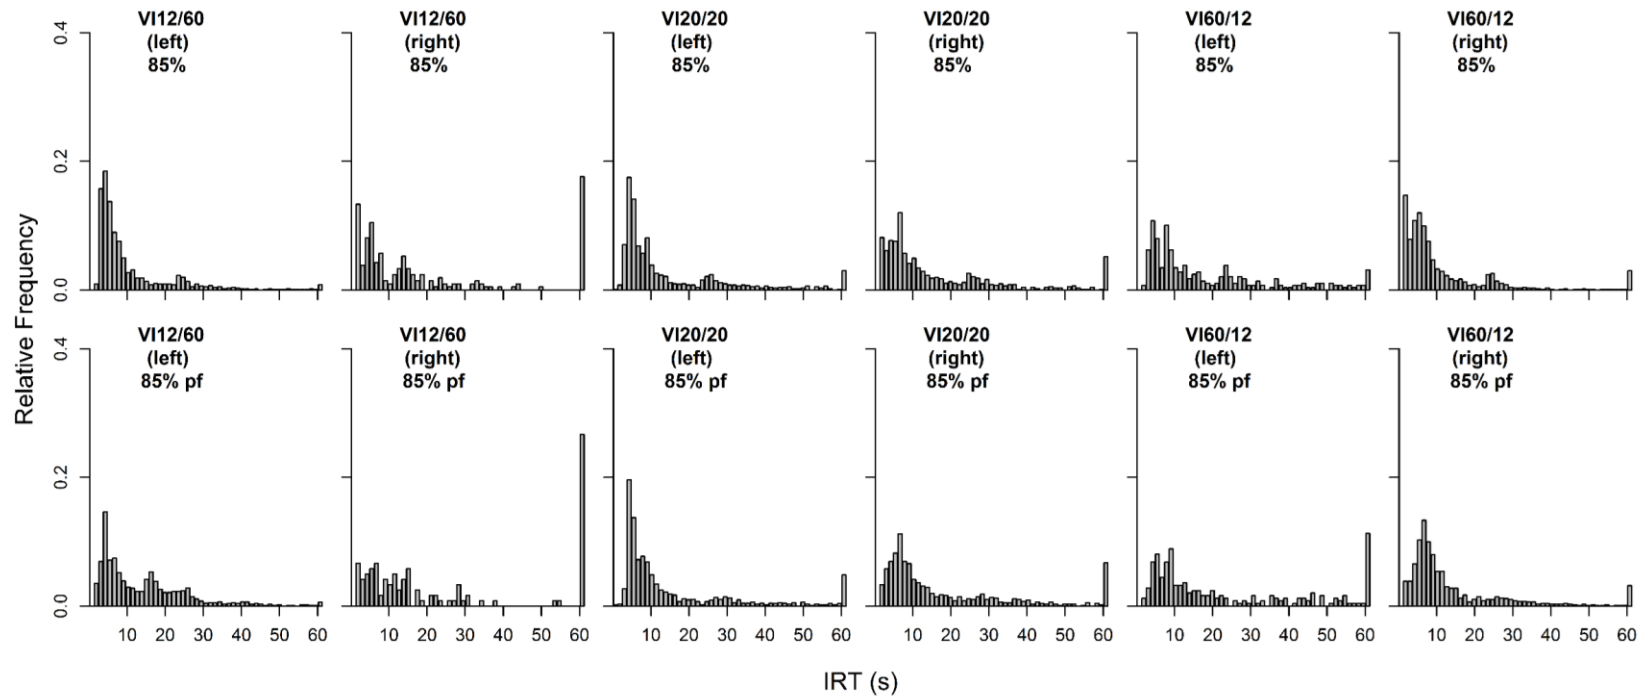 VI12/60
(left)
85%
VI12/60
(right)
85%
VI20/20
(left)
85%
VI20/20
(right)
85%
VI60/12
(left)
85%
VI60/12
(right)
85%
0.4
0.2
0.0
VI12/60
(left)
85% pf
VI12/60
(right)
85% pf
VI20/20
(left)
85% pf
VI20/20
(right)
85% pf
VI60/12
(left)
85% pf
VI60/12
(right)
85% pf
0.4
0.2
0.0
Relative Frequency
10 20 30 40 50 60
10 20 30 40 50 60
10 20 30 40 50 60
10 20 30 40 50 60
10 20 30 40 50 60
10 20 30 40 50 60
IRT (s)